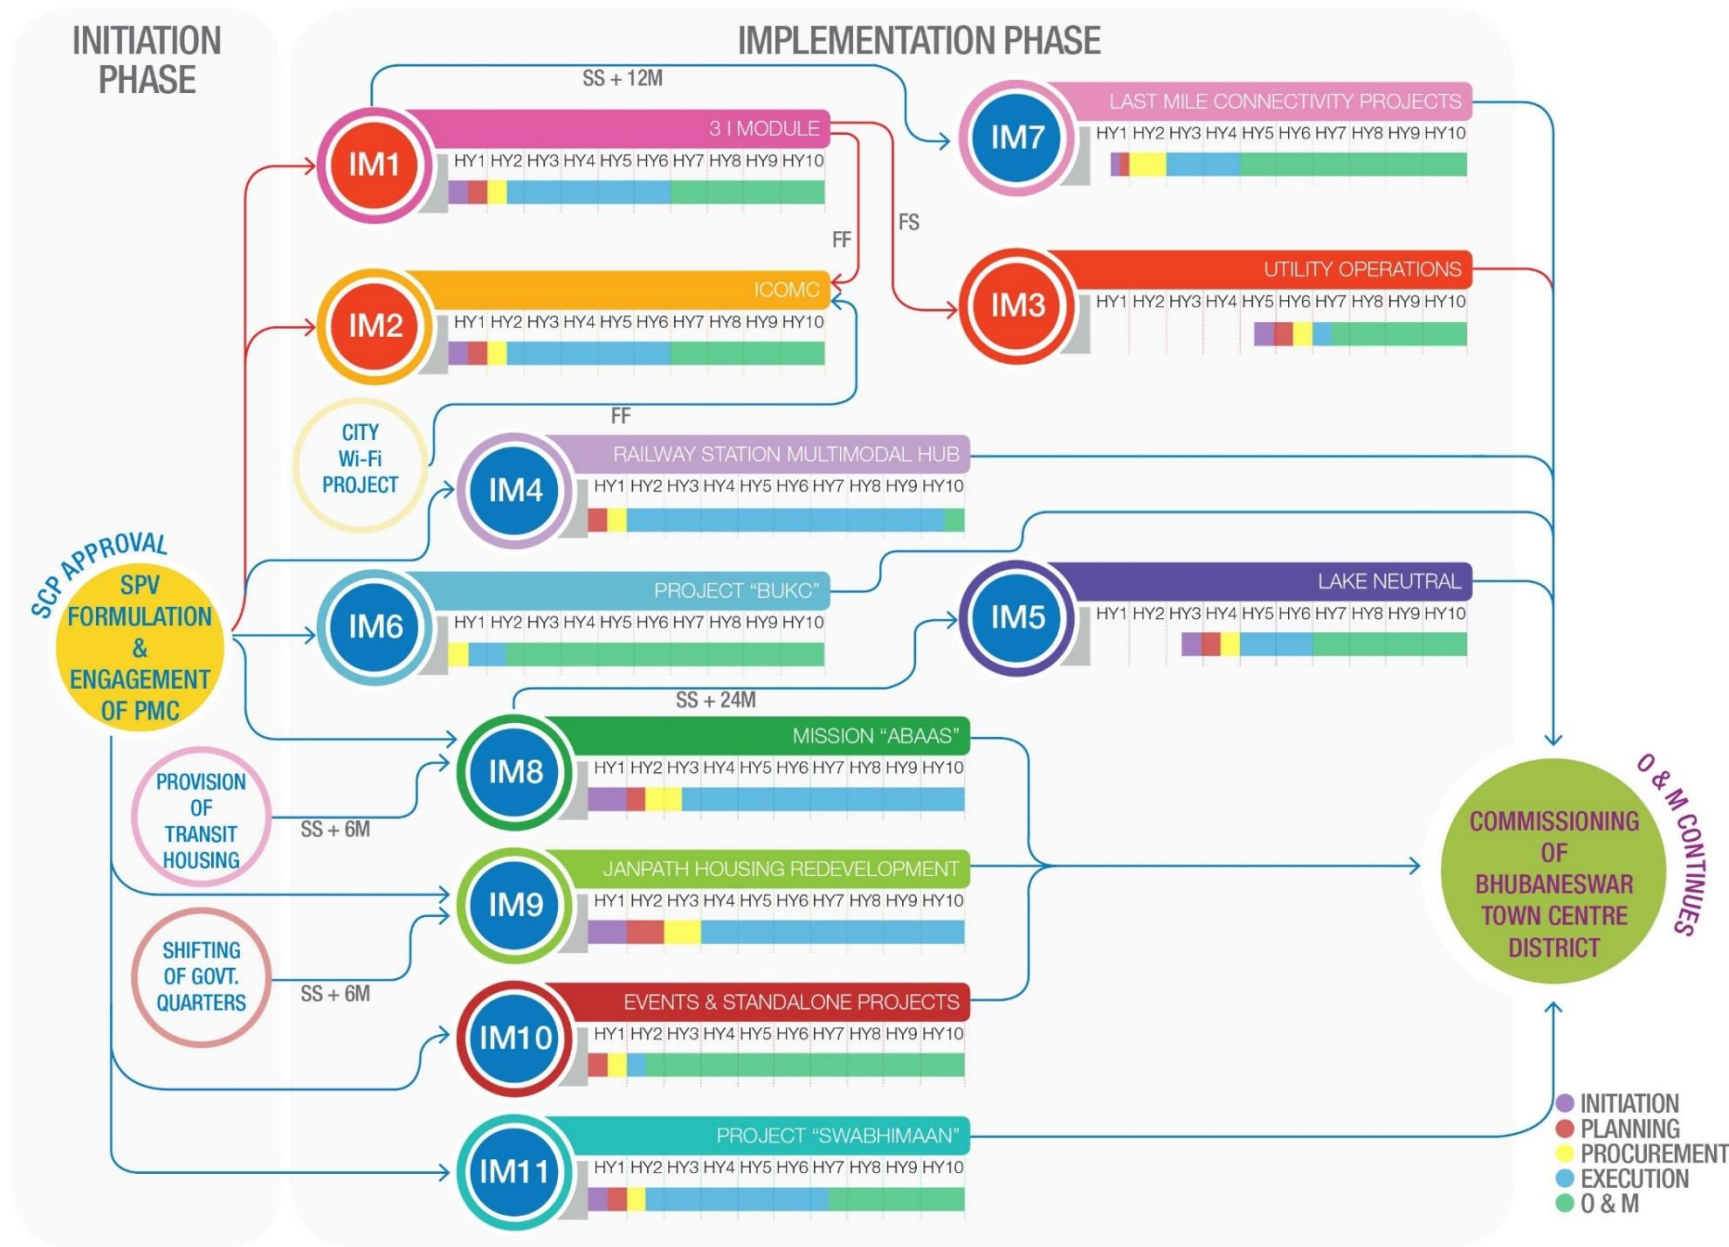 INITIATION
PHASE
IMPLEMENTATION PHASE
SS + 12M
IM1
3 I MODULE
HY1 HY2 HY3 HY4 HY5 HY6 HY7 HY8 HY9 HY10
IM7
LAST MILE CONNECTIVITY PROJECTS
HY1 HY2 HY3 HY4 HY5 HY6 HY7 HY8 HY9 HY10
FF
FS
IM2
ICOMC
HY1 HY2 HY3 HY4 HY5 HY6 HY7 HY8 HY9 HY10
IM3
UTILITY OPERATIONS
HY1 HY2 HY3 HY4 HY5 HY6 HY7 HY8 HY9 HY10
CITY
Wi-Fi
PROJECT
FF
IM4
RAILWAY STATION MULTIMODAL HUB
HY1 HY2 HY3 HY4 HY5 HY6 HY7 HY8 HY9 HY10
SCP APPROVAL
SPV
FORMULATION
&
ENGAGEMENT
OF PMC
IM6
PROJECT “BUKC”
HY1 HY2 HY3 HY4 HY5 HY6 HY7 HY8 HY9 HY10
IM5
LAKE NEUTRAL
HY1 HY2 HY3 HY4 HY5 HY6 HY7 HY8 HY9 HY10
SS + 24M
IM8
MISSION “ABAAS”
HY1 HY2 HY3 HY4 HY5 HY6 HY7 HY8 HY9 HY10
PROVISION
OF
TRANSIT
HOUSING
SS + 6M
IM9
JANPATH HOUSING REDEVELOPMENT
HY1 HY2 HY3 HY4 HY5 HY6 HY7 HY8 HY9 HY10
SHIFTING
OF GOVT.
QUARTERS
SS + 6M
IM10
EVENTS & STANDALONE PROJECTS
HY1 HY2 HY3 HY4 HY5 HY6 HY7 HY8 HY9 HY10
IM11
PROJECT “SWABHIMAAN”
HY1 HY2 HY3 HY4 HY5 HY6 HY7 HY8 HY9 HY10
COMMISSIONING
OF
BHUBANESWAR
TOWN CENTRE
DISTRICT
O & M CONTINUES
INITIATION
PLANNING
PROCUREMENT
EXECUTION
O & M